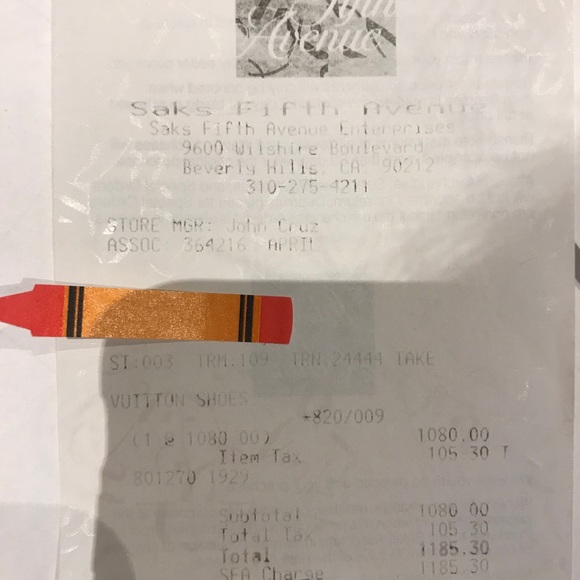 Fifth
Avenue
Saks Fifth Avenue
Saks Fifth Avenue Enterprises
9600 Wilshire Boulevard
Beverly Hills, CA 90212
310-275-4211
STORE MGR: John Cruz
ASSOC: 364216 APRIL
ST:003 TRM:109 TRN:24444 TAKE
VUITTON SHOES
+820/009
(1 @ 1080.00) 1080.00
Item Tax 105.30 T
801270 1929
Subtotal 1080.00
Total Tax 105.30
Total 1185.30
SFA Charge 1185.30